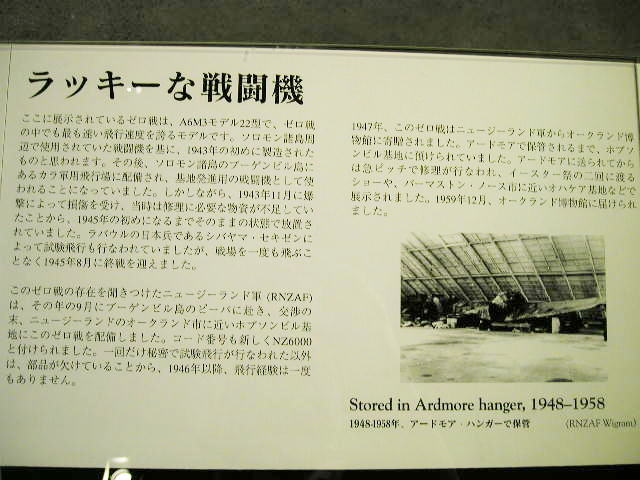 ラッキーな戦闘機
ここに展示されているゼロ戦は、A6M3モデル22型で、ゼロ戦
の中でも最も速い飛行速度を誇るモデルです。ソロモン諸島周
辺で使用されていた戦闘機を基に、1943年の初めに製造された
ものと思われます。その後、ソロモン諸島のブーゲンビル島に
あるカラ軍用飛行場に配備され、基地発進用の戦闘機として使
われることになっていました。しかしながら、1943年11月に爆
撃によって損傷を受け、当時は修理に必要な物資が不足してい
たことから、1945年の初めになるまでそのままの状態で放置さ
れていました。ラバウルの日本兵であるシバヤマ・セキゼンに
よって試験飛行も行なわれていましたが、戦場を一度も飛ぶこ
となく1945年8月に終戦を迎えました。
このゼロ戦の存在を聞きつけたニュージーランド軍 (RNZAF)
は、その年の9月にブーゲンビル島のピーバに赴き、交渉の
末、ニュージーランドのオークランド市に近いホブソンビル基
地にこのゼロ戦を配備しました。コード番号も新しくNZ6000
と付けられました。一回だけ秘密で試験飛行が行なわれた以外
は、部品が欠けていることから、1946年以降、飛行経験は一度
もありません。
1947年、このゼロ戦はニュージーランド軍からオークランド博
物館に寄贈されました。アードモアで保管されるまで、ホブソ
ンビル基地に預けられていました。アードモアに送られてから
は急ピッチで修理が行なわれ、イースター祭の二回に渡る
ショーや、パーマストン・ノース市に近いオハケア基地などで
展示されました。1959年12月、オークランド博物館に届けられ
ました。
Stored in Ardmore hanger, 1948–1958
1948-1958年、アードモア・ハンガーで保管
(RNZAF Wigram)